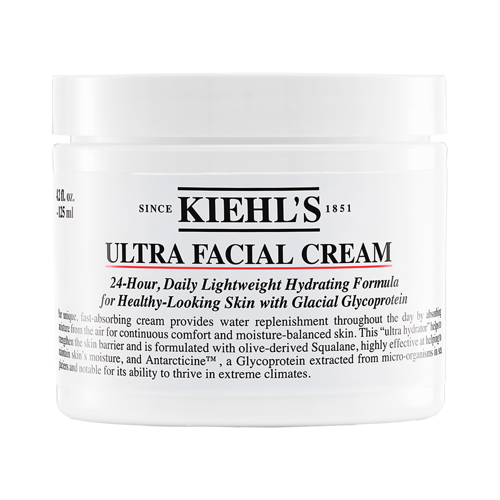 4.2 fl. oz.
- 125 ml
SINCE KIEHL'S 1851
ULTRA FACIAL CREAM
24-Hour, Daily Lightweight Hydrating Formula
for Healthy-Looking Skin with Glacial Glycoprotein
unique, fast-absorbing cream provides water replenishment throughout the day by absorbing
from the air for continuous comfort and moisture-balanced skin. This “ultra hydrator”
the skin barrier and is formulated with olive-derived Squalane, highly effective at
skin's moisture, and Antarcticine™, a Glycoprotein extracted from micro-organisms in
and notable for its ability to thrive in extreme climates.